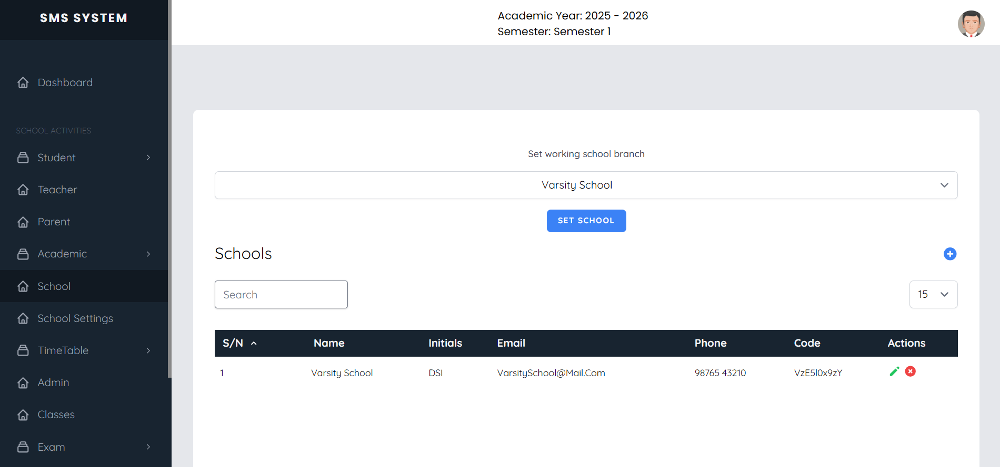 SMS SYSTEM
Academic Year: 2025 - 2026
Semester: Semester 1
Dashboard
SCHOOL ACTIVITIES
Student
Teacher
Parent
Academic
School
School Settings
TimeTable
Admin
Classes
Exam
Set working school branch
Varsity School
SET SCHOOL
Schools
Search
15
S/N Name Initials Email Phone Code Actions
1 Varsity School DSI VarsitySchool@Mail.Com 98765 43210 VzE5l0x9zY